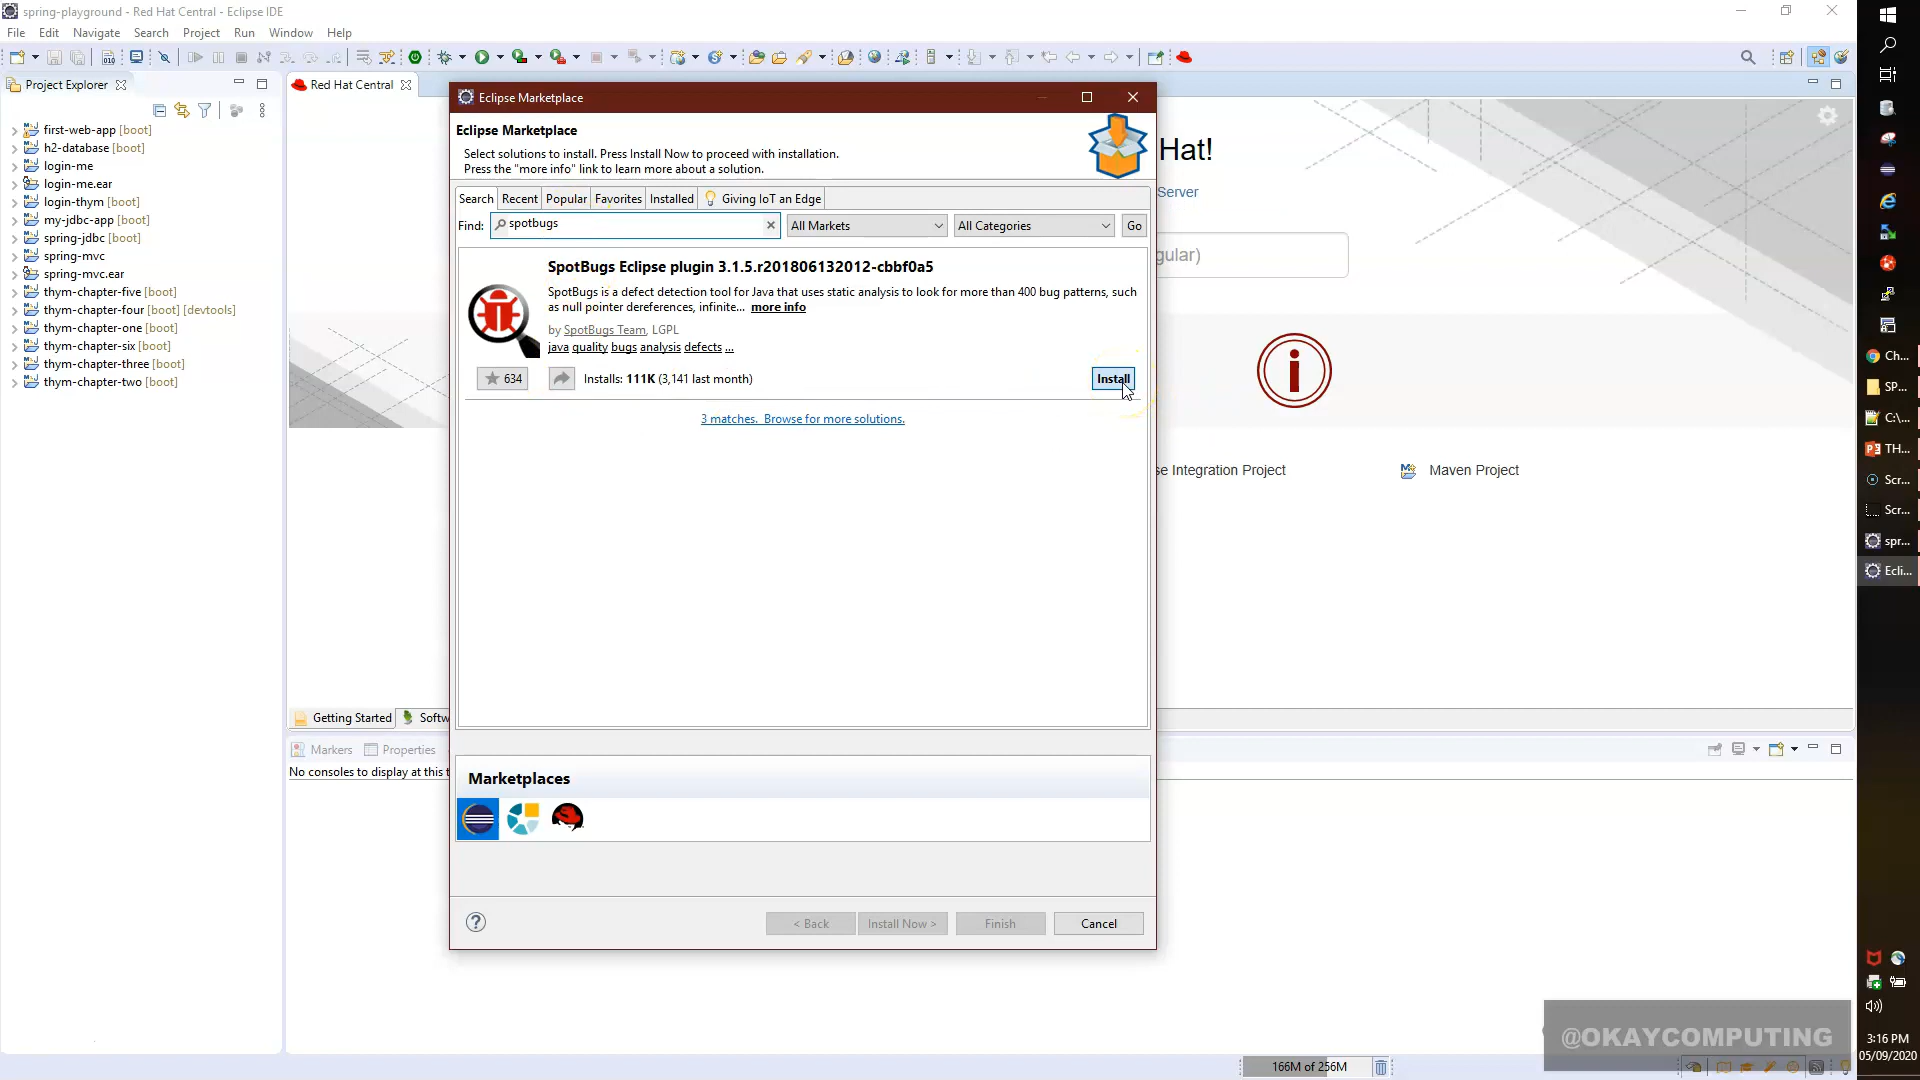 spring-playground - Red Hat Central - Eclipse IDE
File Edit Navigate Search Project Run Window Help
Project Explorer
Red Hat Central
first-web-app [boot]
h2-database [boot]
login-me
login-me.ear
login-thym [boot]
my-jdbc-app [boot]
spring-jdbc [boot]
spring-mvc
spring-mvc.ear
thym-chapter-five [boot]
thym-chapter-four [boot] [devtools]
thym-chapter-one [boot]
thym-chapter-six [boot]
thym-chapter-three [boot]
thym-chapter-two [boot]
Eclipse Marketplace
Eclipse Marketplace
Select solutions to install. Press Install Now to proceed with installation.
Press the "more info" link to learn more about a solution.
Search Recent Popular Favorites Installed Giving IoT an Edge
Find: spotbugs All Markets All Categories Go
SpotBugs Eclipse plugin 3.1.5.r201806132012-cbbf0a5
SpotBugs is a defect detection tool for Java that uses static analysis to look for more than 400 bug patterns, such
as null pointer dereferences, infinite... more info
by SpotBugs Team, LGPL
java quality bugs analysis defects ...
634 Installs: 111K (3,141 last month) Install
3 matches. Browse for more solutions.
Marketplaces
< Back Install Now > Finish Cancel
Hat!
Server
gular)
se Integration Project Maven Project
Getting Started Softw
Markers Properties
No consoles to display at this t
166M of 256M
Ch...
SP...
C:\...
TH...
Scr...
Scr...
spr...
Ecli...
@OKAYCOMPUTING
3:16 PM
05/09/2020